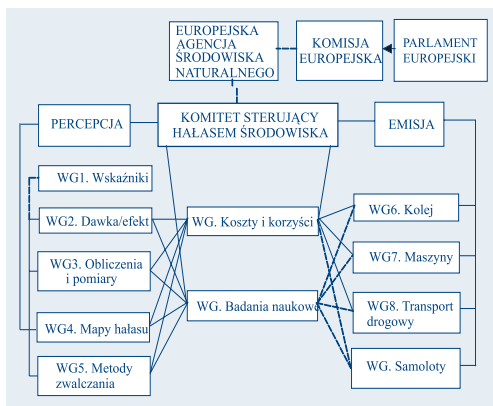 EUROPEJSKA
AGENCJA
ŚRODOWISKA
NATURALNEGO
KOMISJA
EUROPEJSKA
PARLAMENT
EUROPEJSKI
PERCEPCJA
KOMITET STERUJĄCY
HAŁASEM ŚRODOWISKA
EMISJA
WG1. Wskaźniki
WG2. Dawka/efekt
WG3. Obliczenia
i pomiary
WG4. Mapy hałasu
WG5. Metody
zwalczania
WG. Koszty i korzyści
WG. Badania naukowe
WG6. Kolej
WG7. Maszyny
WG8. Transport
drogowy
WG. Samoloty